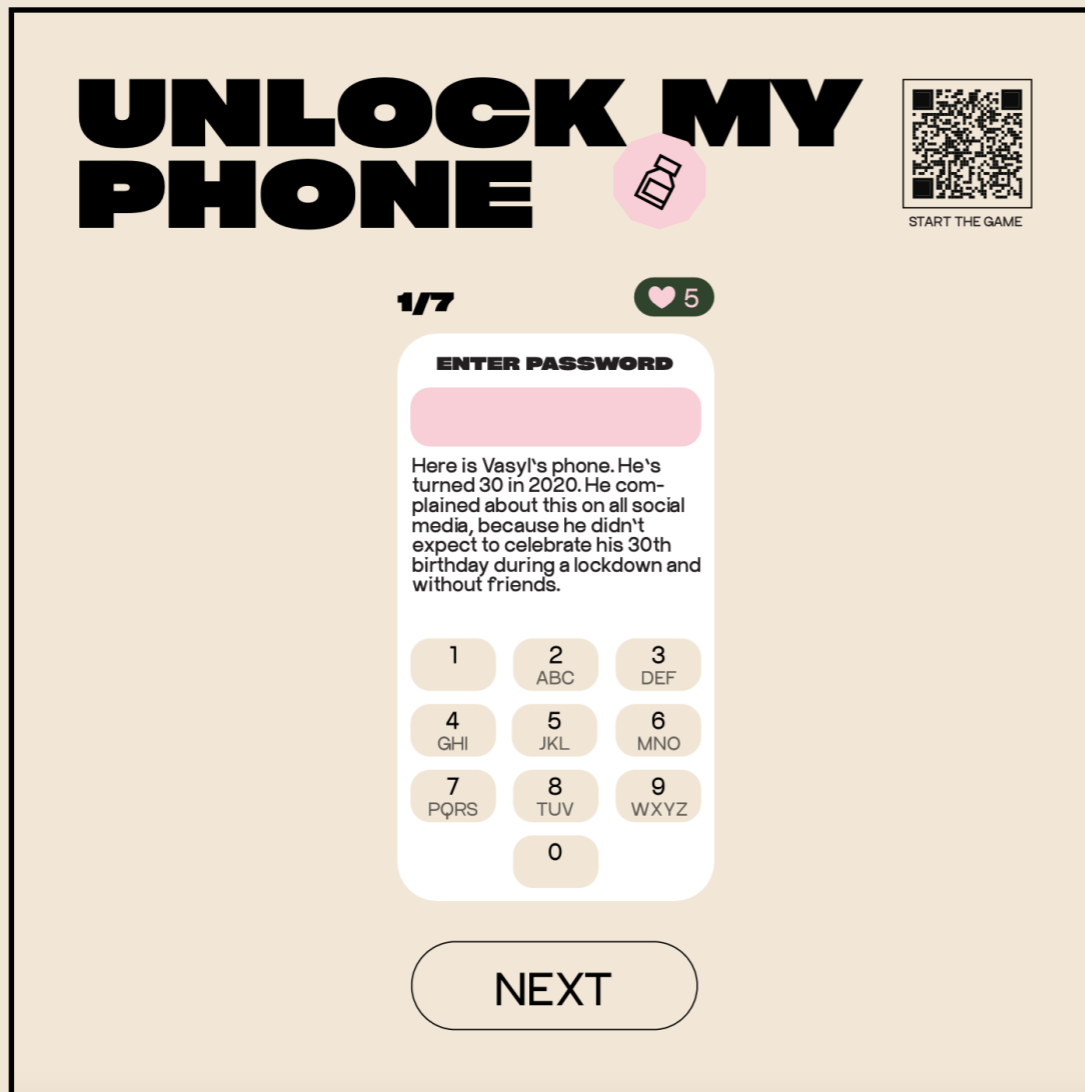 UNLOCK MY
PHONE
START THE GAME
1/7
5
ENTER PASSWORD
Here is Vasyl‛s phone. He‛s
turned 30 in 2020. He com-
plained about this on all social
media, because he didn‛t
expect to celebrate his 30th
birthday during a lockdown and
without friends.
1
2
3
ABC
DEF
4
5
6
GHI
JKL
MNO
7
8
9
PQRS
TUV
WXYZ
0
NEXT